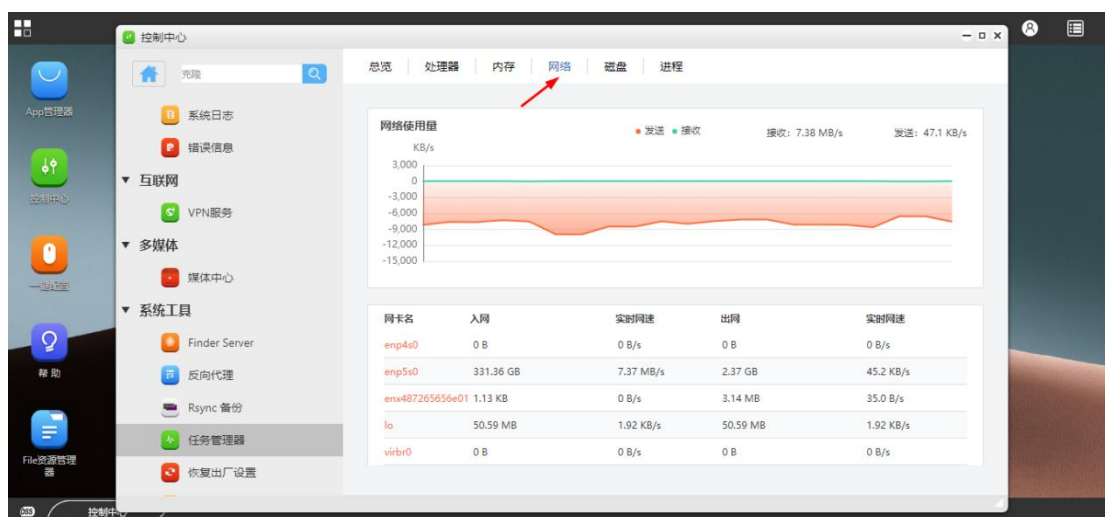 控制中心
克隆
总览 处理器 内存 网络 磁盘 进程
App管理器
控制中心
一键配置
帮助
File资源管理器
系统日志
错误信息
互联网
VPN服务
多媒体
媒体中心
系统工具
Finder Server
反向代理
Rsync 备份
任务管理器
恢复出厂设置
网络使用量
发送 接收 接收: 7.38 MB/s 发送: 47.1 KB/s
KB/s
3,000
0
-3,000
-6,000
-9,000
-12,000
-15,000
网卡名 入网 实时网速 出网 实时网速
enp4s0 0 B 0 B/s 0 B 0 B/s
enp5s0 331.36 GB 7.37 MB/s 2.37 GB 45.2 KB/s
enx487265656e01 1.13 KB 0 B/s 3.14 MB 35.0 B/s
lo 50.59 MB 1.92 KB/s 50.59 MB 1.92 KB/s
virbr0 0 B 0 B/s 0 B 0 B/s
控制中心